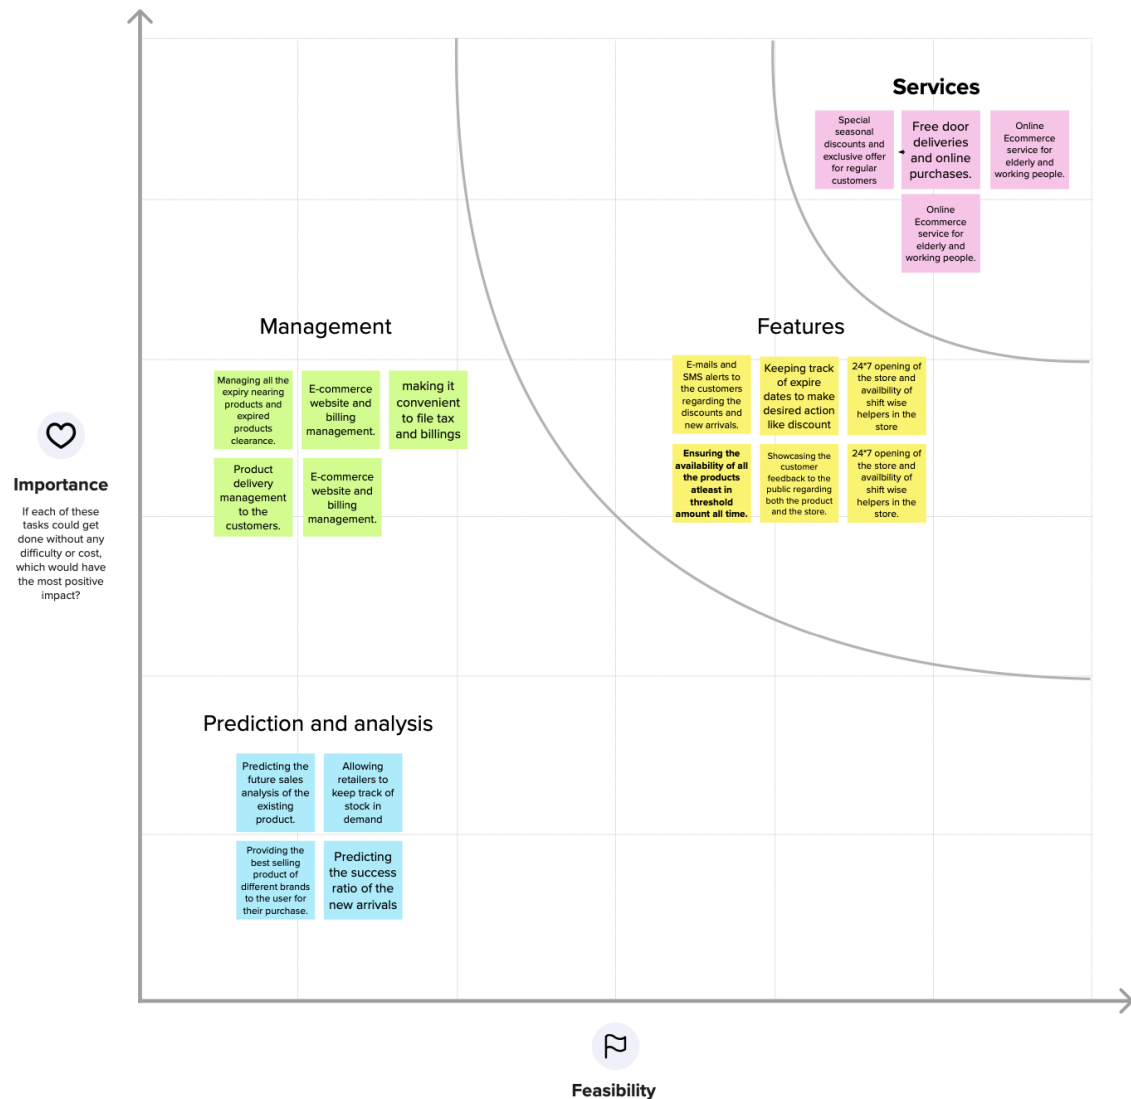 Services
Special
seasonal
discounts and
exclusive offer
for regular
customers
Free door
deliveries
and online
purchases.
Online
Ecommerce
service for
elderly and
working people.
Online
Ecommerce
service for
elderly and
working people.
Management
Managing all the
expiry nearing
products and
expired
products
clearance.
E-commerce
website and
billing
management.
making it
convenient
to file tax
and billings
Product
delivery
management
to the
customers.
E-commerce
website and
billing
management.
Features
E-mails and
SMS alerts to
the customers
regarding the
discounts and
new arrivals.
Keeping track
of expire
dates to make
desired action
like discount
24*7 opening of
the store and
availbility of
shift wise
helpers in the
store
Ensuring the
availability of all
the products
atleast in
threshold
amount all time.
Showcasing the
customer
feedback to the
public regarding
both the product
and the store.
24*7 opening of
the store and
availbility of
shift wise
helpers in the
store.
Importance
If each of these
tasks could get
done without any
difficulty or cost,
which would have
the most positive
impact?
Prediction and analysis
Predicting the
future sales
analysis of the
existing
product.
Allowing
retailers to
keep track of
stock in
demand
Providing the
best selling
product of
different brands
to the user for
their purchase.
Predicting
the success
ratio of the
new arrivals
Feasibility